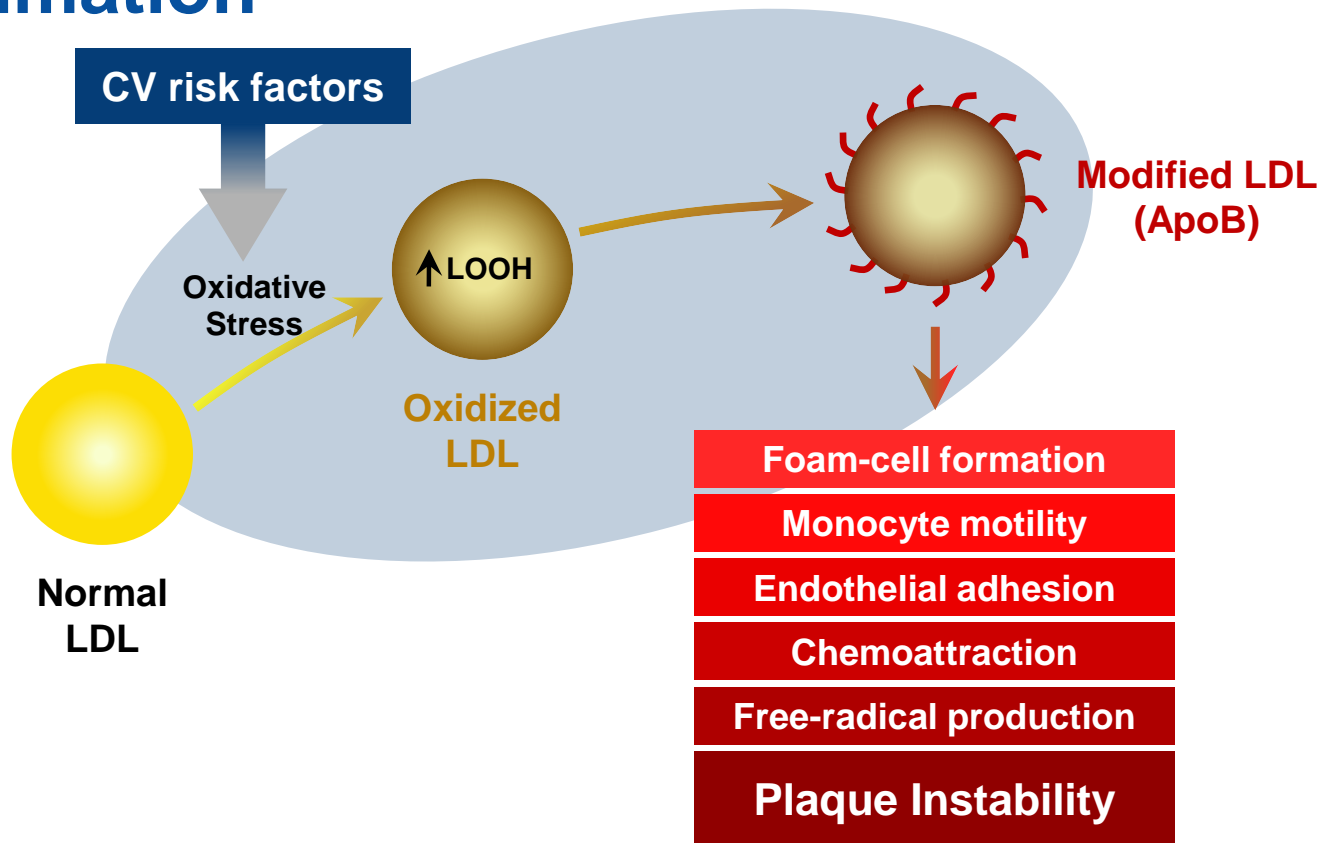 CV risk factors
Oxidative
Stress
LOOH
Modified LDL
(ApoB)
Oxidized
LDL
Normal
LDL
Foam-cell formation
Monocyte motility
Endothelial adhesion
Chemoattraction
Free-radical production
Plaque Instability